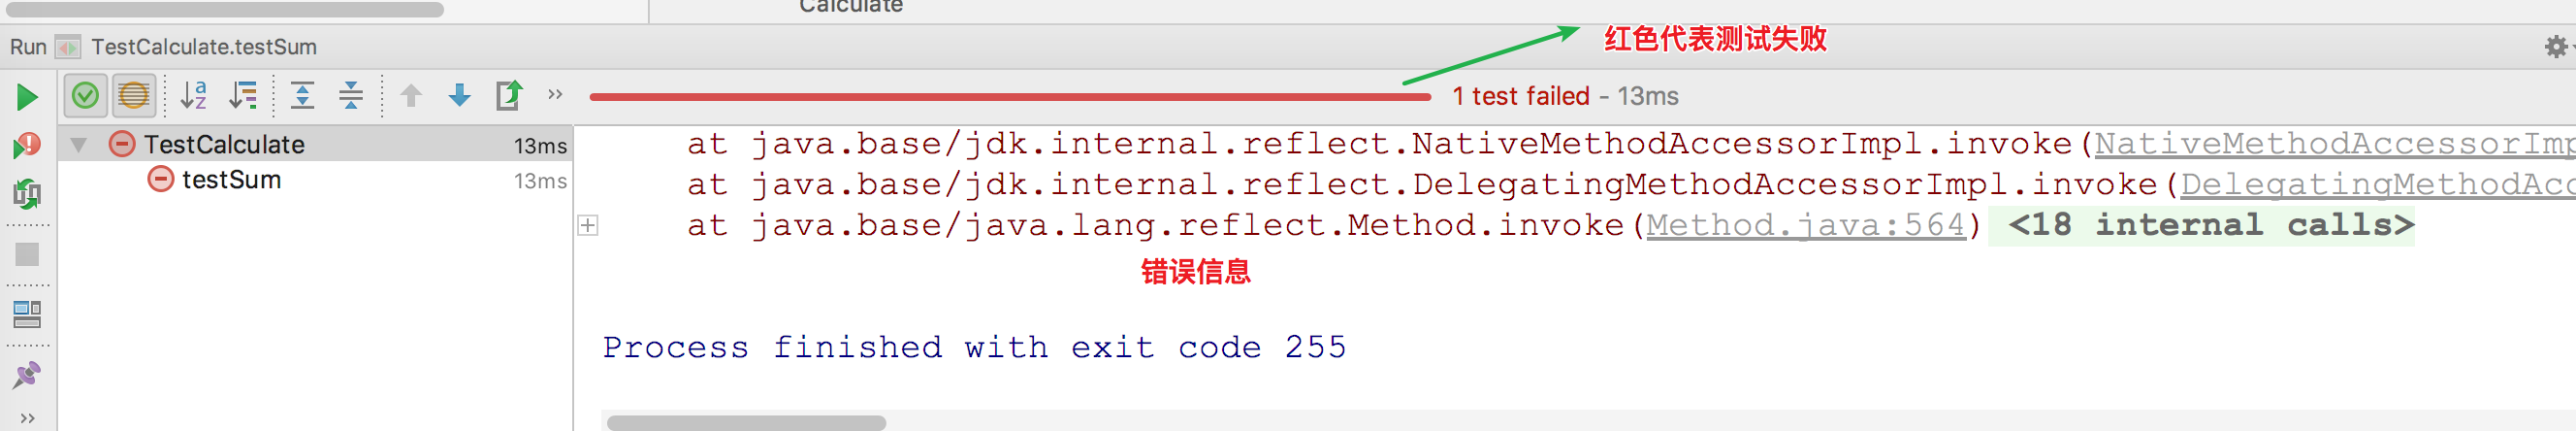 Calculate
红色代表测试失败
Run TestCalculate.testSum
1 test failed - 13ms
TestCalculate 13ms
testSum 13ms
at java.base/jdk.internal.reflect.NativeMethodAccessorImpl.invoke(NativeMethodAccessorImp
at java.base/jdk.internal.reflect.DelegatingMethodAccessorImpl.invoke(DelegatingMethodAcc
at java.base/java.lang.reflect.Method.invoke(Method.java:564) <18 internal calls>
错误信息
Process finished with exit code 255